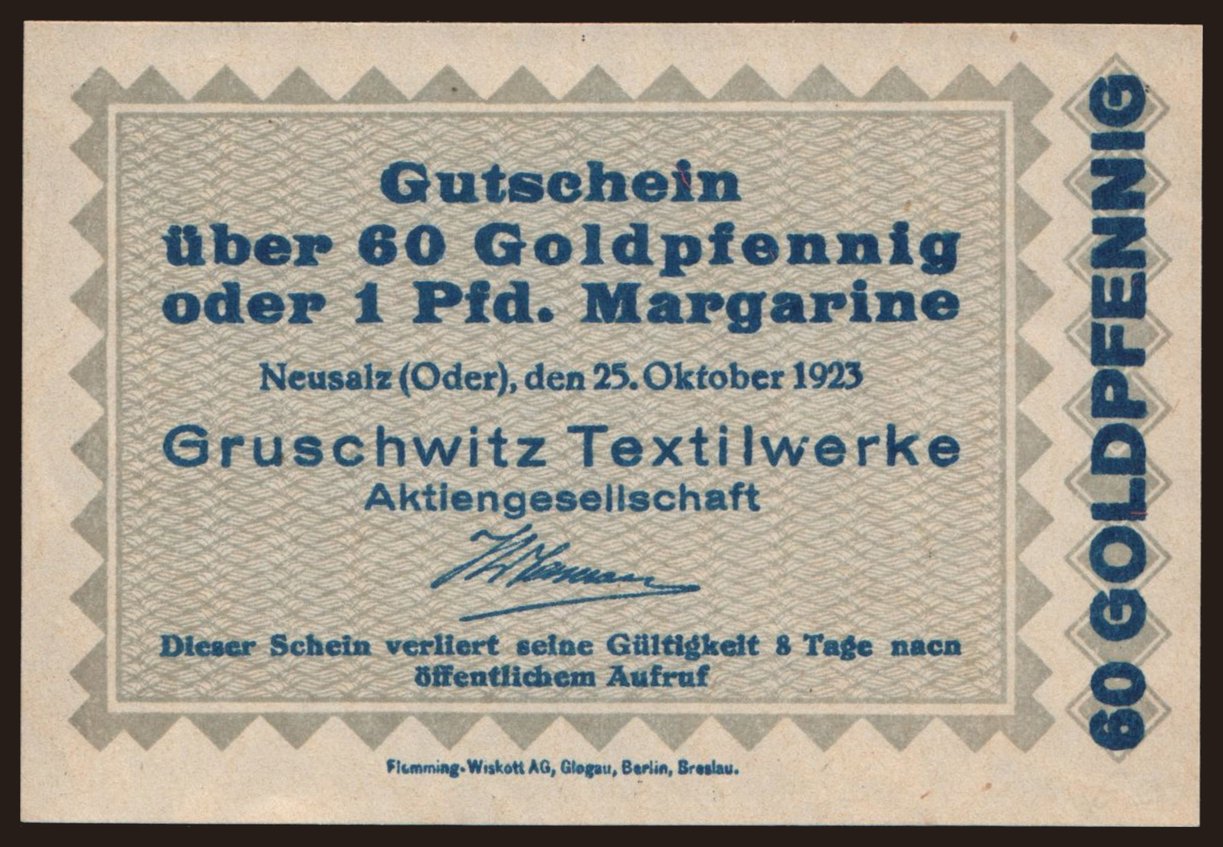 Gutschein
über 60 Goldpfennig
oder 1 Pfd. Margarine
Neusalz (Oder), den 25. Oktober 1923
Gruschwitz Textilwerke
Aktiengesellschaft
Dieser Schein verliert seine Gültigkeit 8 Tage nach
öffentlichem Aufruf
Flemming-Wiskott AG, Glogau, Berlin, Breslau.
60 GOLDPFENNIG